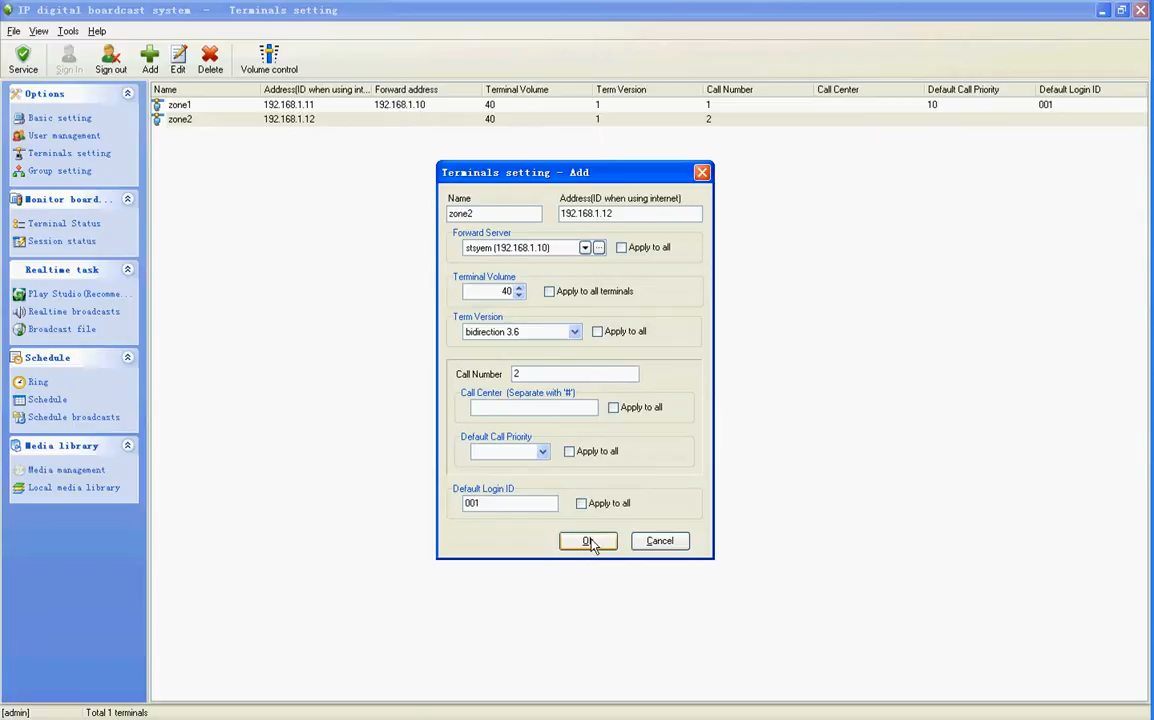 IP digital boardcast system - Terminals setting
File View Tools Help
Service Sign In Sign out Add Edit Delete Volume control
Options
Basic setting
User management
Terminals setting
Group setting
Monitor board...
Terminal Status
Session status
Realtime task
Play Studio(Recomme...
Realtime broadcasts
Broadcast file
Schedule
Ring
Schedule
Schedule broadcasts
Media library
Media management
Local media library
Name Address(ID when using int... Forward address Terminal Volume Term Version Call Number Call Center Default Call Priority Default Login ID
zone1 192.168.1.11 192.168.1.10 40 1 1 10 001
zone2 192.168.1.12 40 1 2
Terminals setting - Add
Name Address(ID when using internet)
zone2 192.168.1.12
Forward Server
stsyem (192.168.1.10) ... Apply to all
Terminal Volume
40 Apply to all terminals
Term Version
bidirection 3.6 Apply to all
Call Number 2
Call Center (Separate with '#')
Apply to all
Default Call Priority
Apply to all
Default Login ID
001 Apply to all
Cancel
[admin] Total 1 terminals